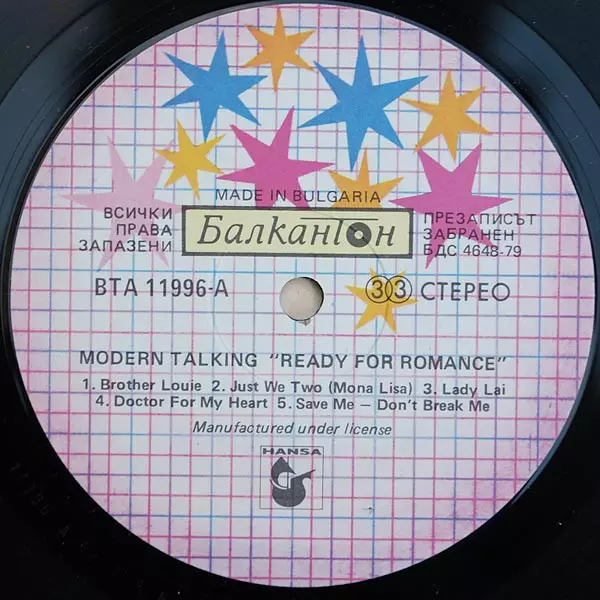 MADE IN BULGARIA
ВСИЧКИ
ПРАВА
ЗАПАЗЕНИ
Балкантон
ПРЕЗАПИСЪТ
ЗАБРАНЕН
БДС 4648-79
ВТА 11996-А
33 СТЕРЕО
MODERN TALKING "READY FOR ROMANCE"
1. Brother Louie 2. Just We Two (Mona Lisa) 3. Lady Lai
4. Doctor For My Heart 5. Save Me – Don't Break Me
Manufactured under license
HANSA